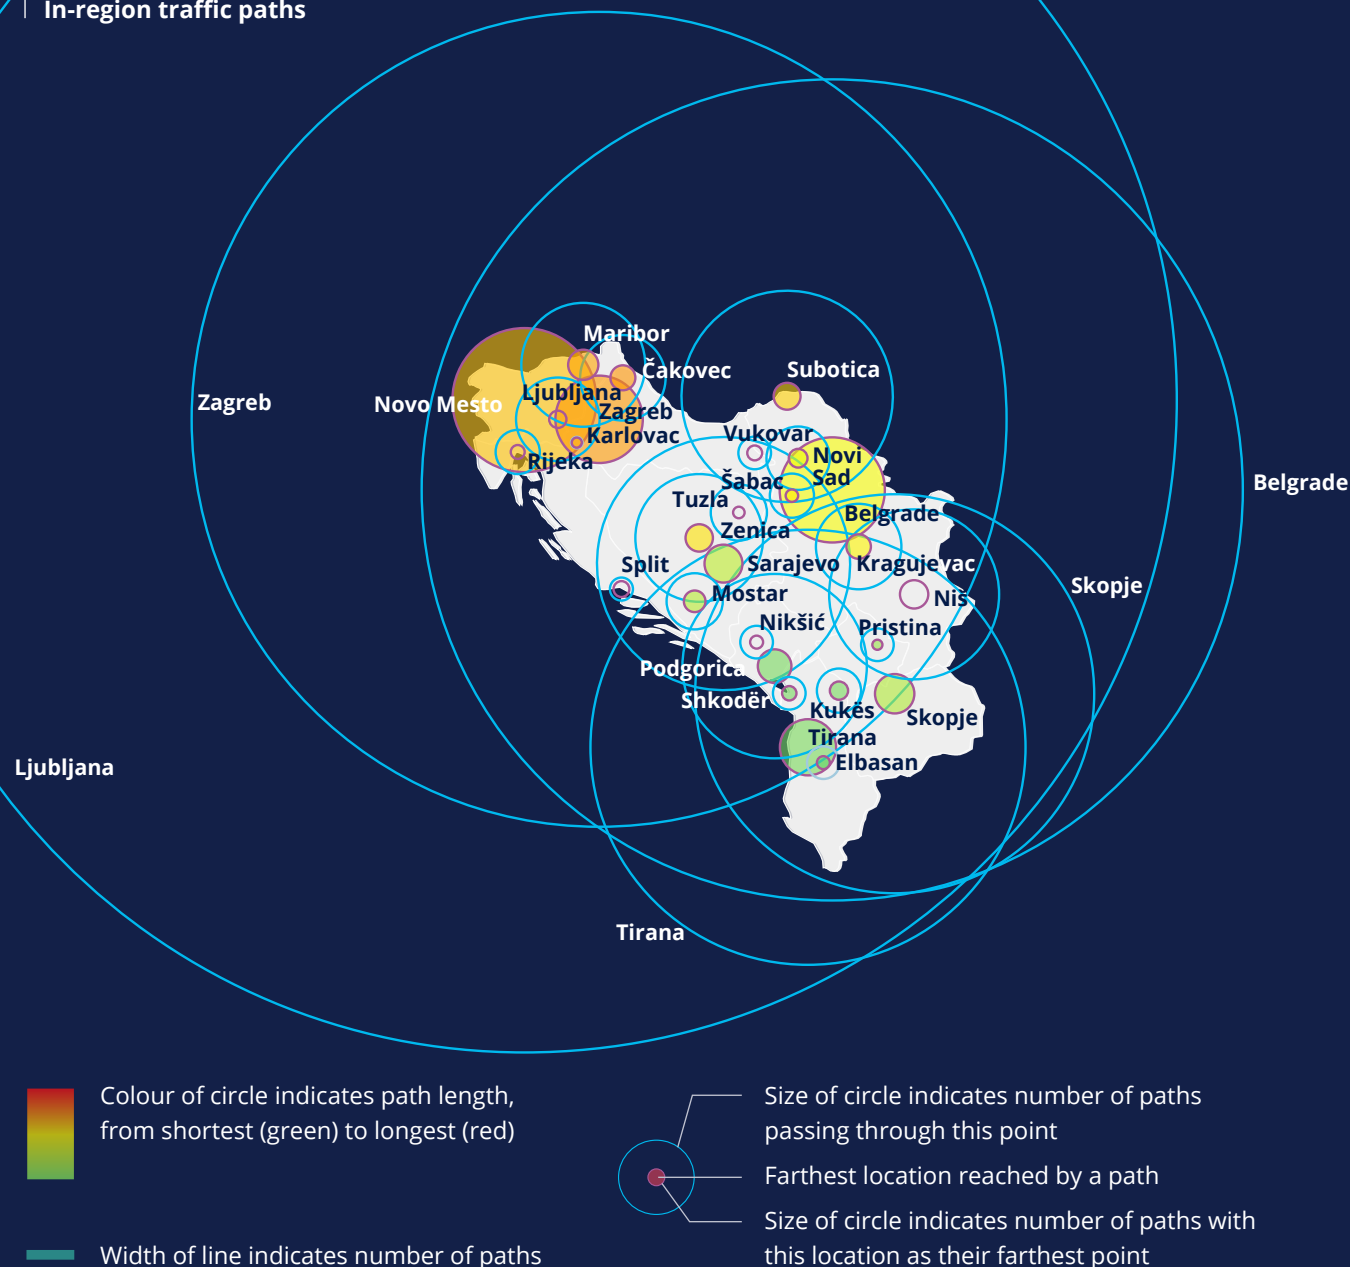 In-region traffic paths
Maribor
Čakovec
Subotica
Ljubljana
Zagreb
Novo Mesto
Zagreb
Karlovac
Vukovar
Rijeka
Novi
Sad
Šabac
Belgrade
Tuzla
Belgrade
Zenica
Split
Sarajevo
Kragujevac
Skopje
Mostar
Niš
Nikšić
Pristina
Podgorica
Shkodër
Kukës
Skopje
Tirana
Elbasan
Ljubljana
Tirana
Colour of circle indicates path length,
from shortest (green) to longest (red)
Width of line indicates number of paths
Size of circle indicates number of paths
passing through this point
Farthest location reached by a path
Size of circle indicates number of paths with
this location as their farthest point